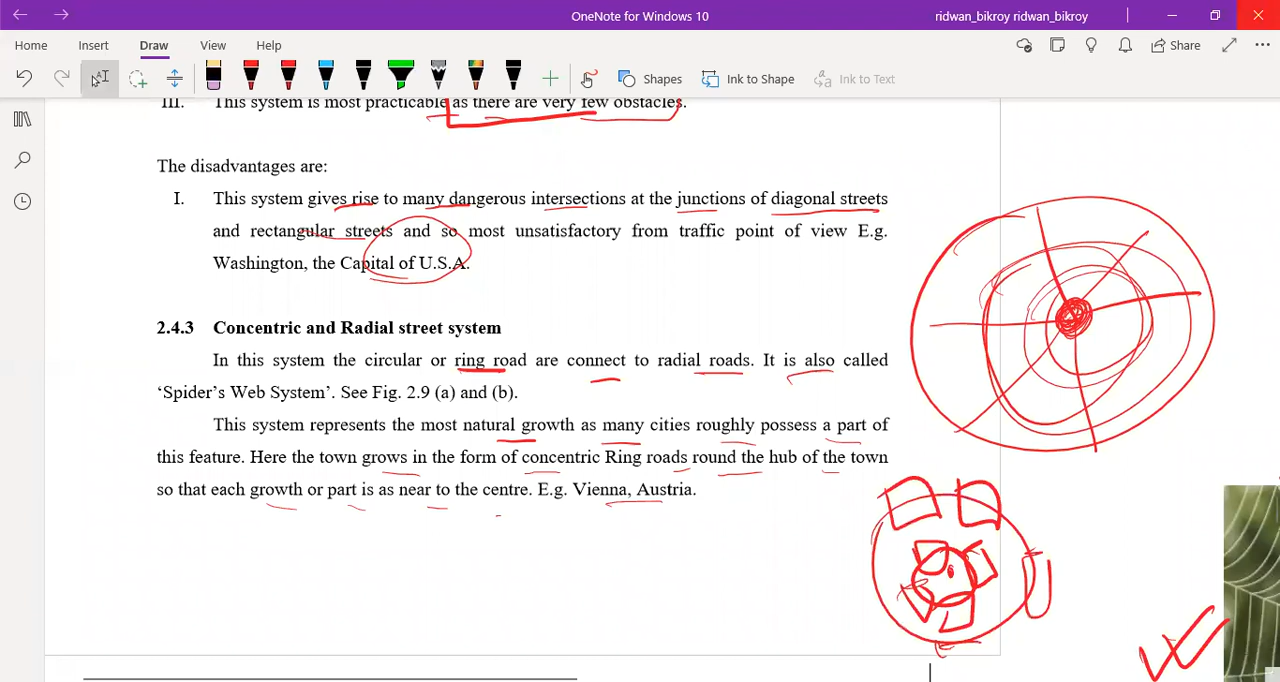 OneNote for Windows 10
ridwan_bikroy ridwan_bikroy
Home Insert Draw View Help
Share
Shapes Ink to Shape Ink to Text
III. This system is most practicable as there are very few obstacles.
The disadvantages are:
I. This system gives rise to many dangerous intersections at the junctions of diagonal streets
and rectangular streets and so most unsatisfactory from traffic point of view E.g.
Washington, the Capital of U.S.A.
2.4.3 Concentric and Radial street system
In this system the circular or ring road are connect to radial roads. It is also called
‘Spider’s Web System’. See Fig. 2.9 (a) and (b).
This system represents the most natural growth as many cities roughly possess a part of
this feature. Here the town grows in the form of concentric Ring roads round the hub of the town
so that each growth or part is as near to the centre. E.g. Vienna, Austria.